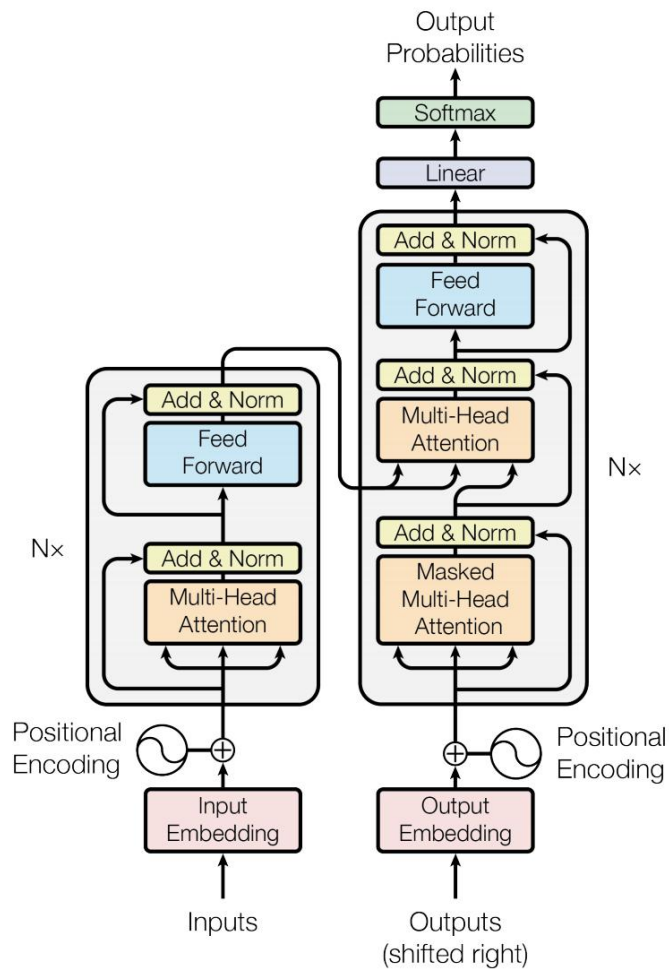 Output
Probabilities
Softmax
Linear
Add & Norm
Feed
Forward
Add & Norm
Multi-Head
Attention
Add & Norm
Masked
Multi-Head
Attention
Nx
Add & Norm
Feed
Forward
Add & Norm
Multi-Head
Attention
Nx
Positional
Encoding
Positional
Encoding
Input
Embedding
Output
Embedding
Inputs
Outputs
(shifted right)